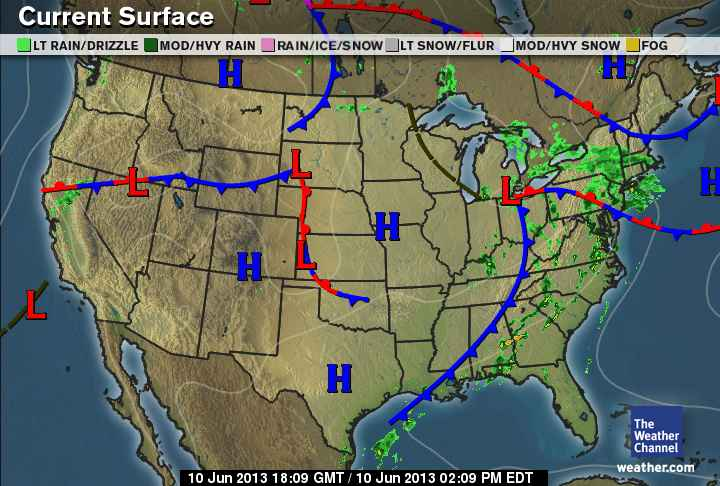 Current Surface
LT RAIN/DRIZZLE MOD/HVY RAIN RAIN/ICE/SNOW LT SNOW/FLUR MOD/HVY SNOW FOG
H
H
L
L
L
H
H
H
L
L
H
The
Weather
Channel
weather.com
10 Jun 2013 18:09 GMT / 10 Jun 2013 02:09 PM EDT